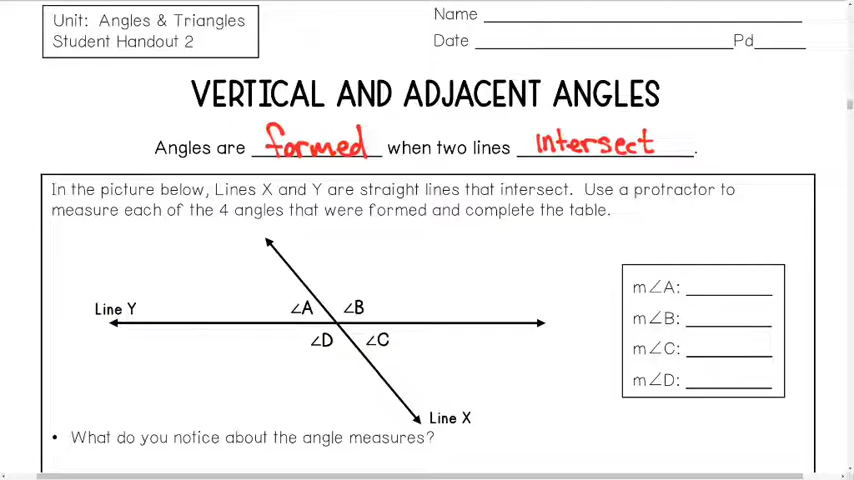 Unit: Angles & Triangles
Student Handout 2
Name
Date Pd
VERTICAL AND ADJACENT ANGLES
Angles are formed when two lines intersect.
In the picture below, Lines X and Y are straight lines that intersect. Use a protractor to
measure each of the 4 angles that were formed and complete the table.
Line Y
∠A ∠B
∠D ∠C
Line X
m∠A:
m∠B:
m∠C:
m∠D:
• What do you notice about the angle measures?